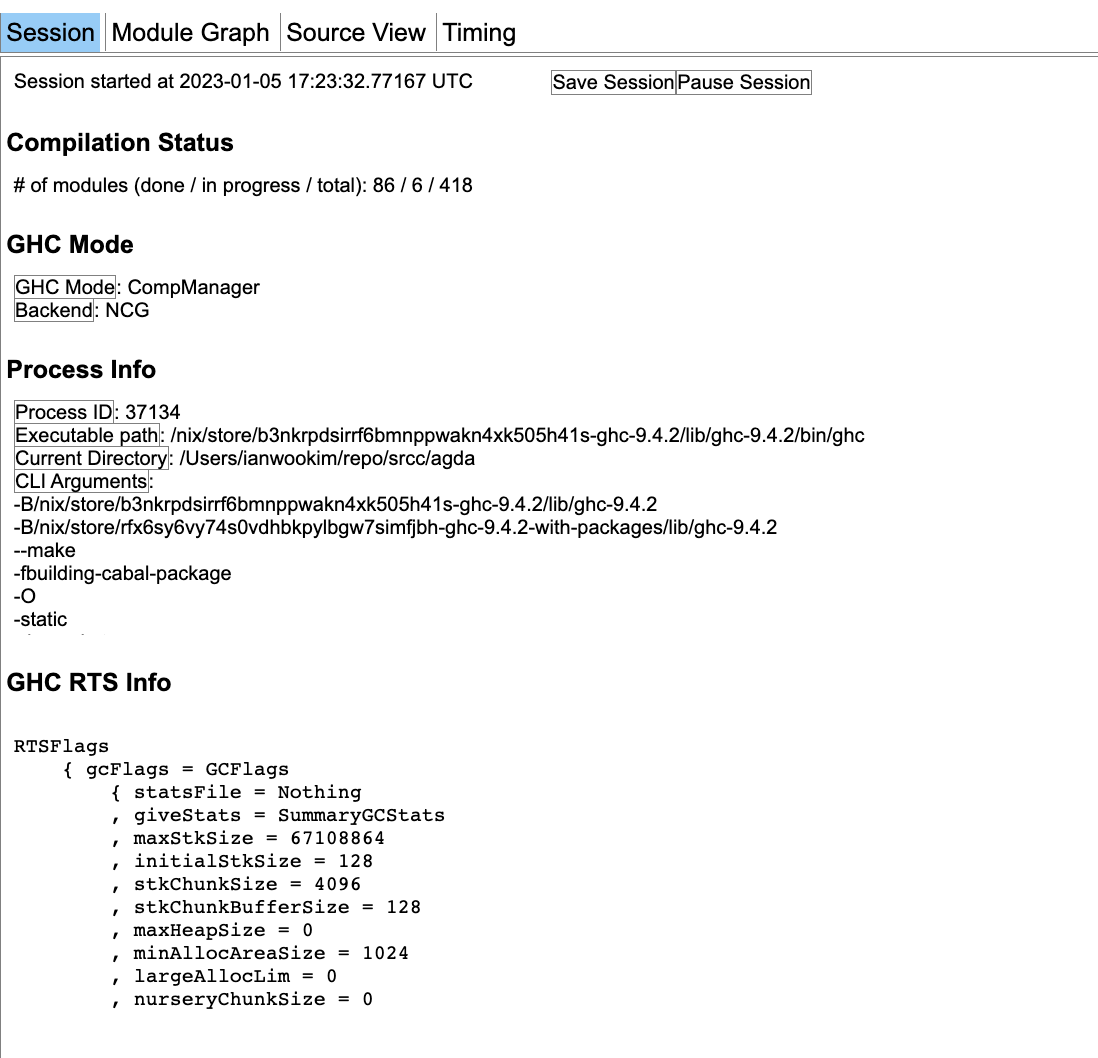 Session Module Graph Source View Timing
Session started at 2023-01-05 17:23:32.77167 UTC Save Session Pause Session
Compilation Status
# of modules (done / in progress / total): 86 / 6 / 418
GHC Mode
GHC Mode: CompManager
Backend: NCG
Process Info
Process ID: 37134
Executable path: /nix/store/b3nkrpdsirrf6bmnppwakn4xk505h41s-ghc-9.4.2/lib/ghc-9.4.2/bin/ghc
Current Directory: /Users/ianwookim/repo/srcc/agda
CLI Arguments:
-B/nix/store/b3nkrpdsirrf6bmnppwakn4xk505h41s-ghc-9.4.2/lib/ghc-9.4.2
-B/nix/store/rfx6sy6vy74s0vdhbkpylbgw7simfjbh-ghc-9.4.2-with-packages/lib/ghc-9.4.2
--make
-fbuilding-cabal-package
-O
-static
GHC RTS Info
RTSFlags
    { gcFlags = GCFlags
        { statsFile = Nothing
        , giveStats = SummaryGCStats
        , maxStkSize = 67108864
        , initialStkSize = 128
        , stkChunkSize = 4096
        , stkChunkBufferSize = 128
        , maxHeapSize = 0
        , minAllocAreaSize = 1024
        , largeAllocLim = 0
        , nurseryChunkSize = 0